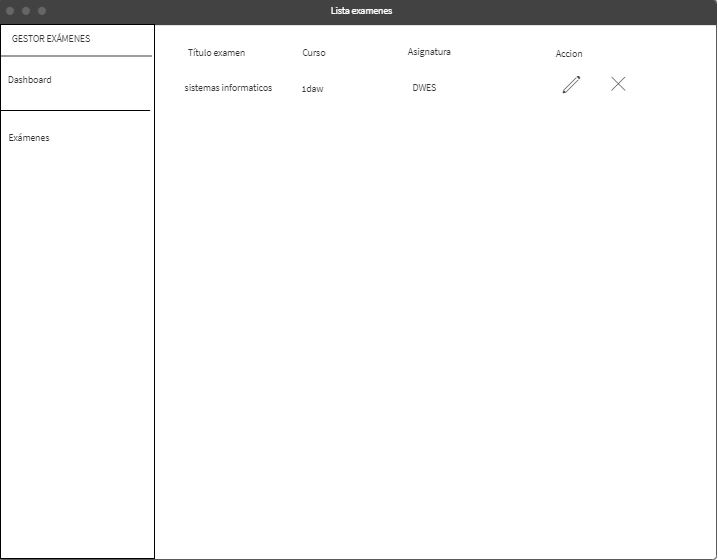 Lista examenes
GESTOR EXÁMENES
Dashboard
Exámenes
Título examen Curso Asignatura Accion
sistemas informaticos 1daw DWES